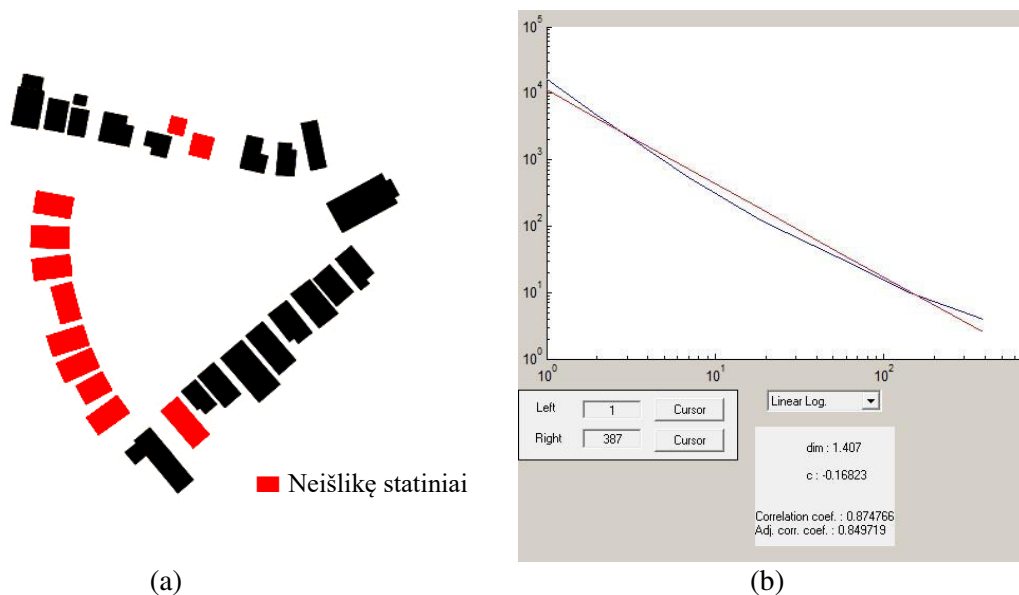 Neišlikę statiniai
(a)
10^5
10^4
10^3
10^2
10^1
10^0
10^0 10^1 10^2
Left 1 Cursor
Right 387 Cursor
Linear Log.
dim : 1.407
c : -0.16823
Correlation coef. : 0.874766
Adj. corr. coef. : 0.849719
(b)